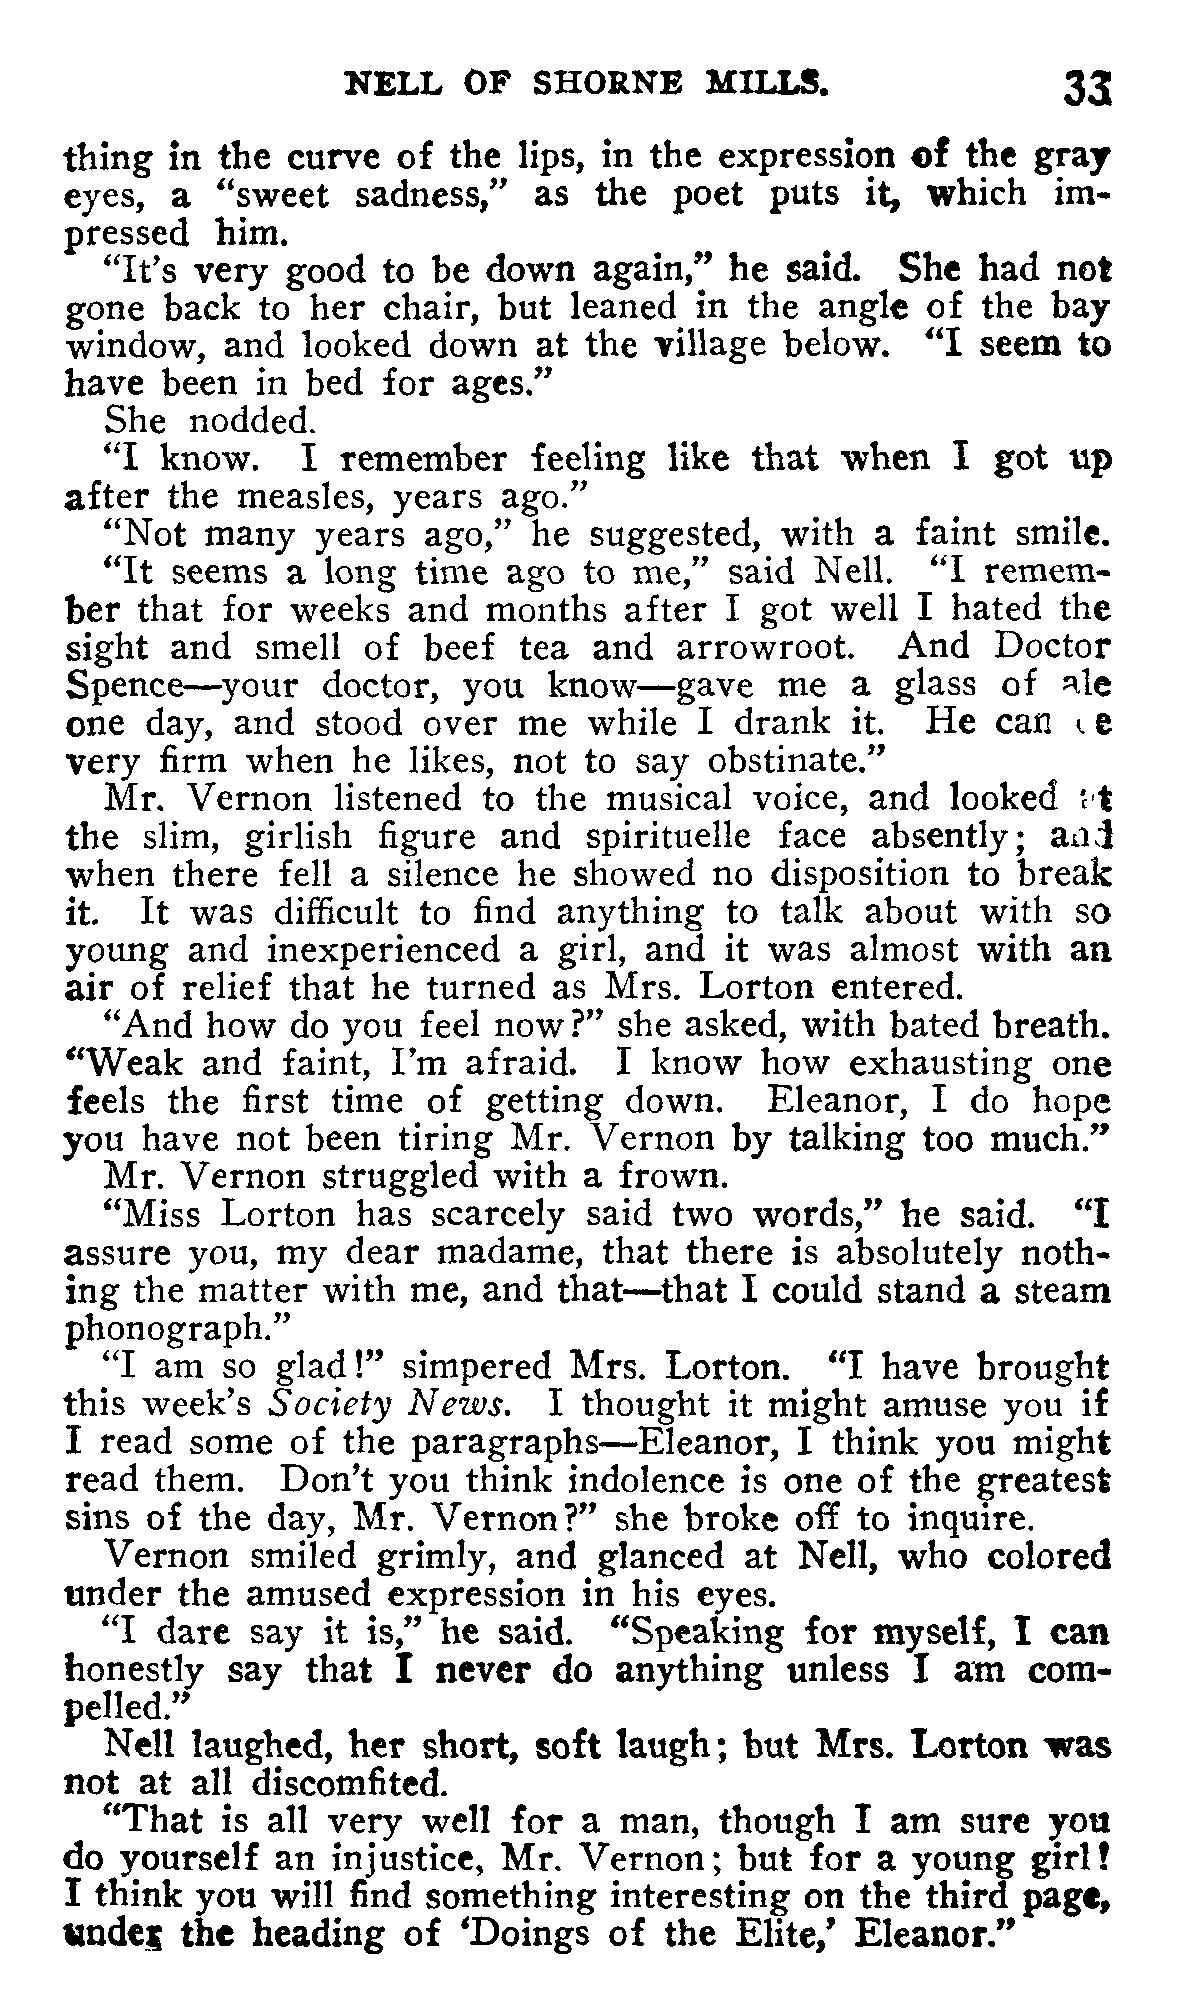 NELL OF SHORNE MILLS. 33
thing in the curve of the lips, in the expression of the gray
eyes, a “sweet sadness,” as the poet puts it, which im-
pressed him.
“It’s very good to be down again,” he said. She had not
gone back to her chair, but leaned in the angle of the bay
window, and looked down at the village below. “I seem to
have been in bed for ages.”
She nodded.
“I know. I remember feeling like that when I got up
after the measles, years ago.”
“Not many years ago,” he suggested, with a faint smile.
“It seems a long time ago to me,” said Nell. “I remem-
ber that for weeks and months after I got well I hated the
sight and smell of beef tea and arrowroot. And Doctor
Spence—your doctor, you know—gave me a glass of ale
one day, and stood over me while I drank it. He can be
very firm when he likes, not to say obstinate.”
Mr. Vernon listened to the musical voice, and looked at
the slim, girlish figure and spirituelle face absently; and
when there fell a silence he showed no disposition to break
it. It was difficult to find anything to talk about with so
young and inexperienced a girl, and it was almost with an
air of relief that he turned as Mrs. Lorton entered.
“And how do you feel now?” she asked, with bated breath.
“Weak and faint, I’m afraid. I know how exhausting one
feels the first time of getting down. Eleanor, I do hope
you have not been tiring Mr. Vernon by talking too much.”
Mr. Vernon struggled with a frown.
“Miss Lorton has scarcely said two words,” he said. “I
assure you, my dear madame, that there is absolutely noth-
ing the matter with me, and that—that I could stand a steam
phonograph.”
“I am so glad!” simpered Mrs. Lorton. “I have brought
this week’s Society News. I thought it might amuse you if
I read some of the paragraphs—Eleanor, I think you might
read them. Don’t you think indolence is one of the greatest
sins of the day, Mr. Vernon?” she broke off to inquire.
Vernon smiled grimly, and glanced at Nell, who colored
under the amused expression in his eyes.
“I dare say it is,” he said. “Speaking for myself, I can
honestly say that I never do anything unless I am com-
pelled.”
Nell laughed, her short, soft laugh; but Mrs. Lorton was
not at all discomfited.
“That is all very well for a man, though I am sure you
do yourself an injustice, Mr. Vernon; but for a young girl!
I think you will find something interesting on the third page,
under the heading of ‘Doings of the Elite,’ Eleanor.”